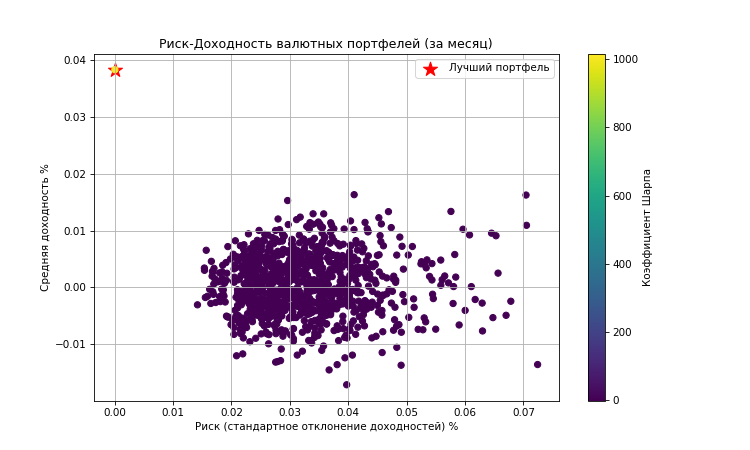 Риск-Доходность валютных портфелей (за месяц)
Лучший портфель
Средняя доходность %
0.04
0.03
0.02
0.01
0.00
−0.01
0.00 0.01 0.02 0.03 0.04 0.05 0.06 0.07
Риск (стандартное отклонение доходностей) %
1000
800
600
400
200
0
Коэффициент Шарпа